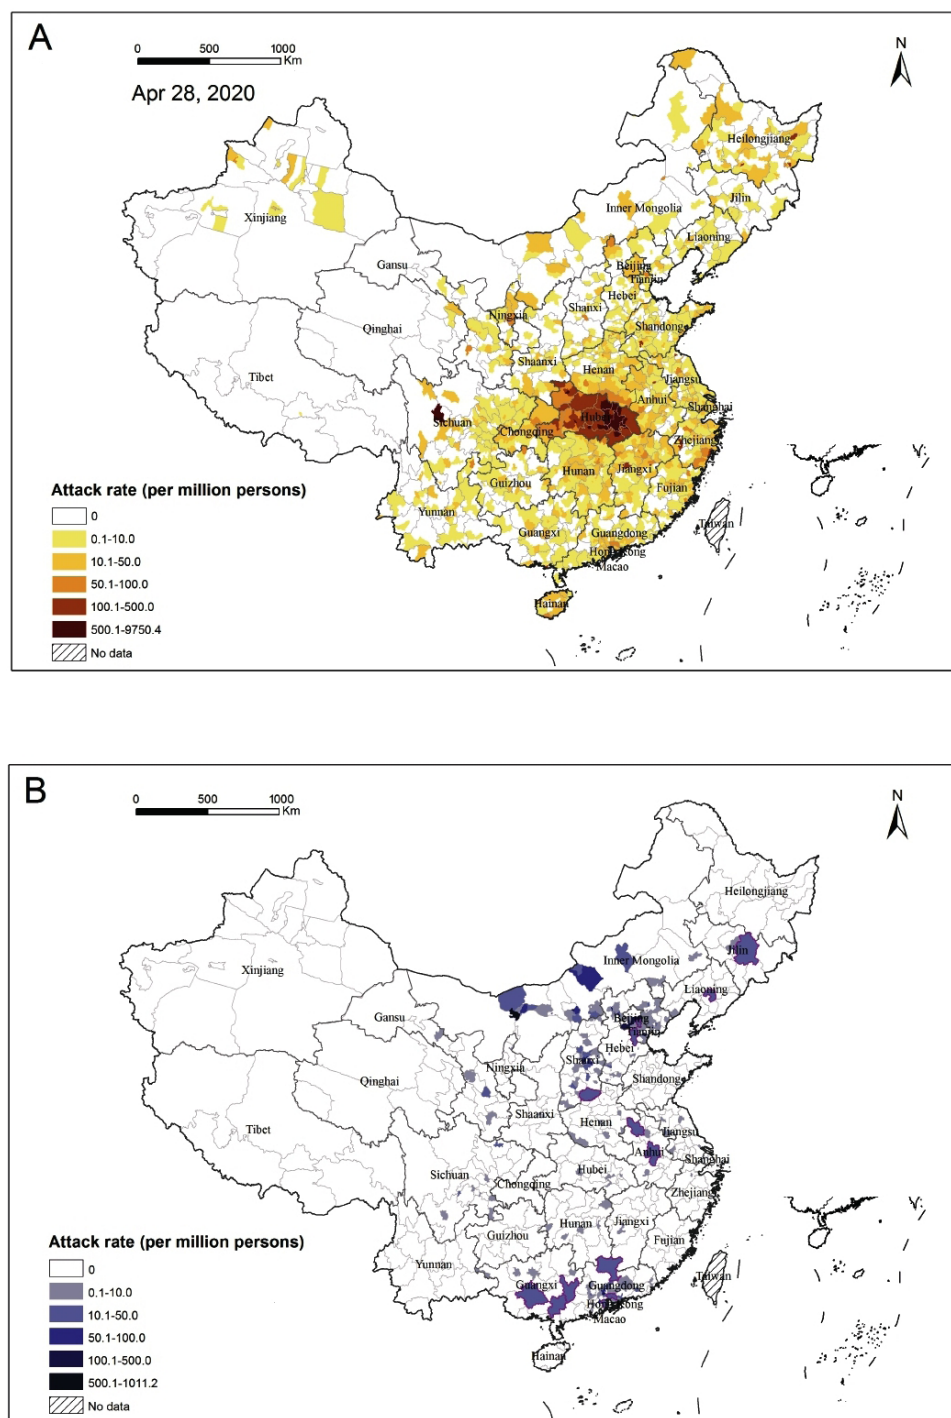 A
0 500 1000
Km
N
Apr 28, 2020
Heilongjiang
Jilin
Inner Mongolia
Xinjiang
Liaoning
Gansu
Beijing
Tianjin
Hebei
Ningxia
Shanxi
Qinghai
Shandong
Shaanxi
Henan
Tibet
Jiangsu
Anhui
Shanghai
Hubei
Sichuan
Chongqing
Zhejiang
Hunan
Jiangxi
Guizhou
Fujian
Yunnan
Taiwan
Guangxi
Guangdong
Hong Kong
Macao
Hainan
Attack rate (per million persons)
0
0.1-10.0
10.1-50.0
50.1-100.0
100.1-500.0
500.1-9750.4
No data
B
0 500 1000
Km
N
Heilongjiang
Jilin
Inner Mongolia
Xinjiang
Liaoning
Gansu
Beijing
Tianjin
Hebei
Shanxi
Ningxia
Qinghai
Shandong
Shaanxi
Henan
Tibet
Jiangsu
Anhui
Shanghai
Hubei
Sichuan
Chongqing
Zhejiang
Hunan
Jiangxi
Guizhou
Fujian
Yunnan
Taiwan
Guangxi
Guangdong
Hong Kong
Macao
Hainan
Attack rate (per million persons)
0
0.1-10.0
10.1-50.0
50.1-100.0
100.1-500.0
500.1-1011.2
No data